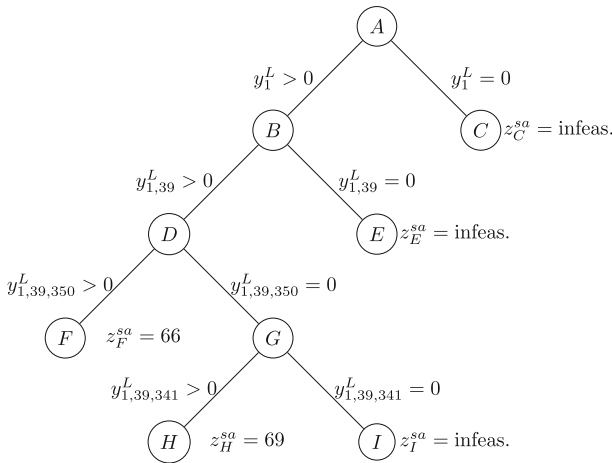 A
y_1^L > 0
y_1^L = 0
B
C z_C^{sa} = infeas.
y_{1,39}^L > 0
y_{1,39}^L = 0
D
E z_E^{sa} = infeas.
y_{1,39,350}^L > 0
y_{1,39,350}^L = 0
F z_F^{sa} = 66
G
y_{1,39,341}^L > 0
y_{1,39,341}^L = 0
H z_H^{sa} = 69
I z_I^{sa} = infeas.